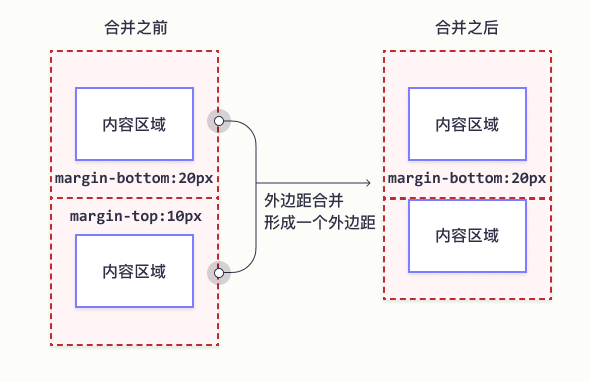 合并之前
内容区域
margin-bottom:20px
margin-top:10px
内容区域
外边距合并
形成一个外边距
合并之后
内容区域
margin-bottom:20px
内容区域